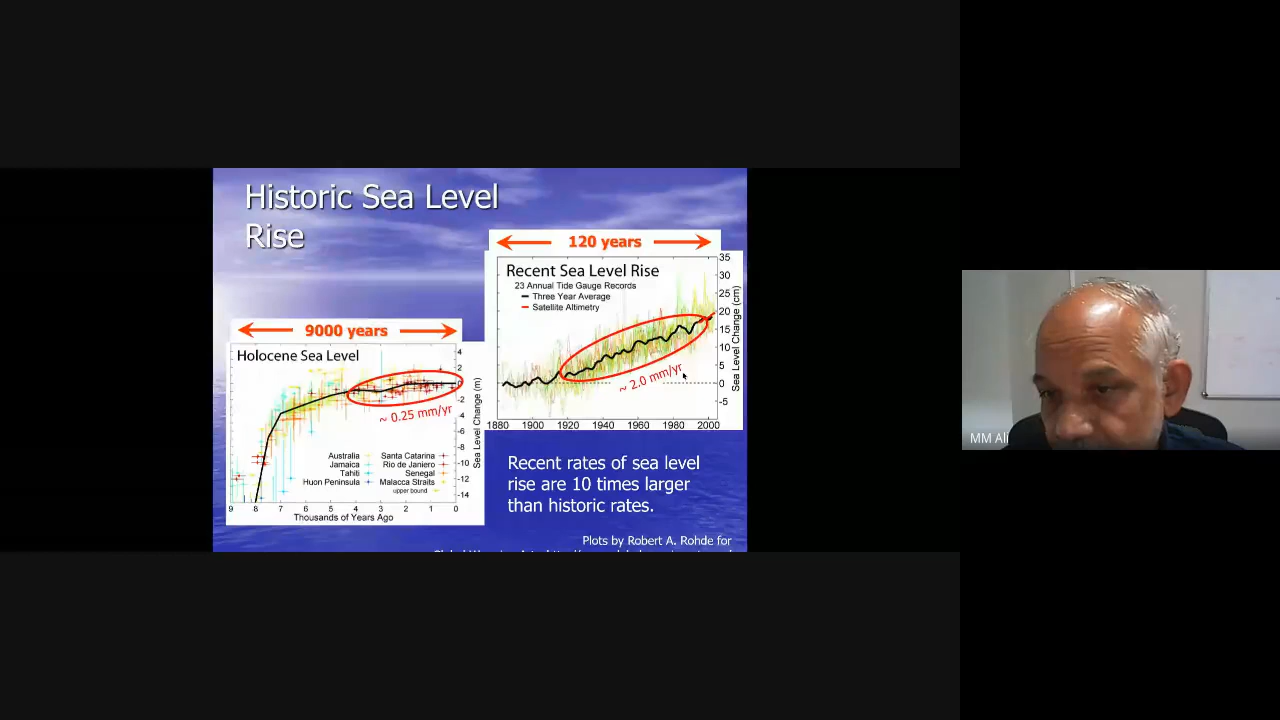 Historic Sea Level
Rise
120 years
Recent Sea Level Rise
23 Annual Tide Gauge Records
Three Year Average
Satellite Altimetry
35
30
25
20
15
10
5
0
-5
Sea Level Change (cm)
~ 2.0 mm/yr
1880 1900 1920 1940 1960 1980 2000
9000 years
Holocene Sea Level
4
2
0
-2
-4
-6
-8
-10
-12
-14
Sea Level Change (m)
~ 0.25 mm/yr
Australia Santa Catarina
Jamaica Rio de Janiero
Tahiti Senegal
Huon Peninsula Malacca Straits
upper bound
9 8 7 6 5 4 3 2 1 0
Thousands of Years Ago
Recent rates of sea level
rise are 10 times larger
than historic rates.
Plots by Robert A. Rohde for
MM Ali